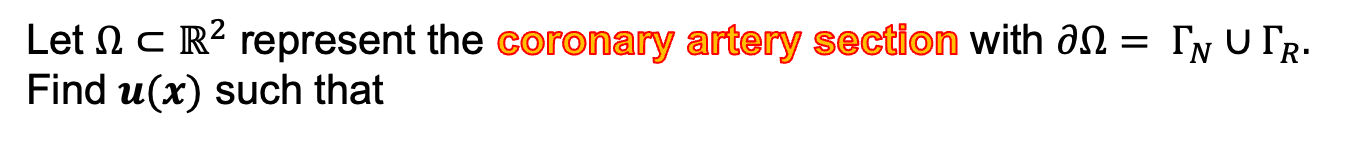 Let Ω ⊂ ℝ² represent the coronary artery section with ∂Ω = Γ_N ∪ Γ_R.
Find u(x) such that